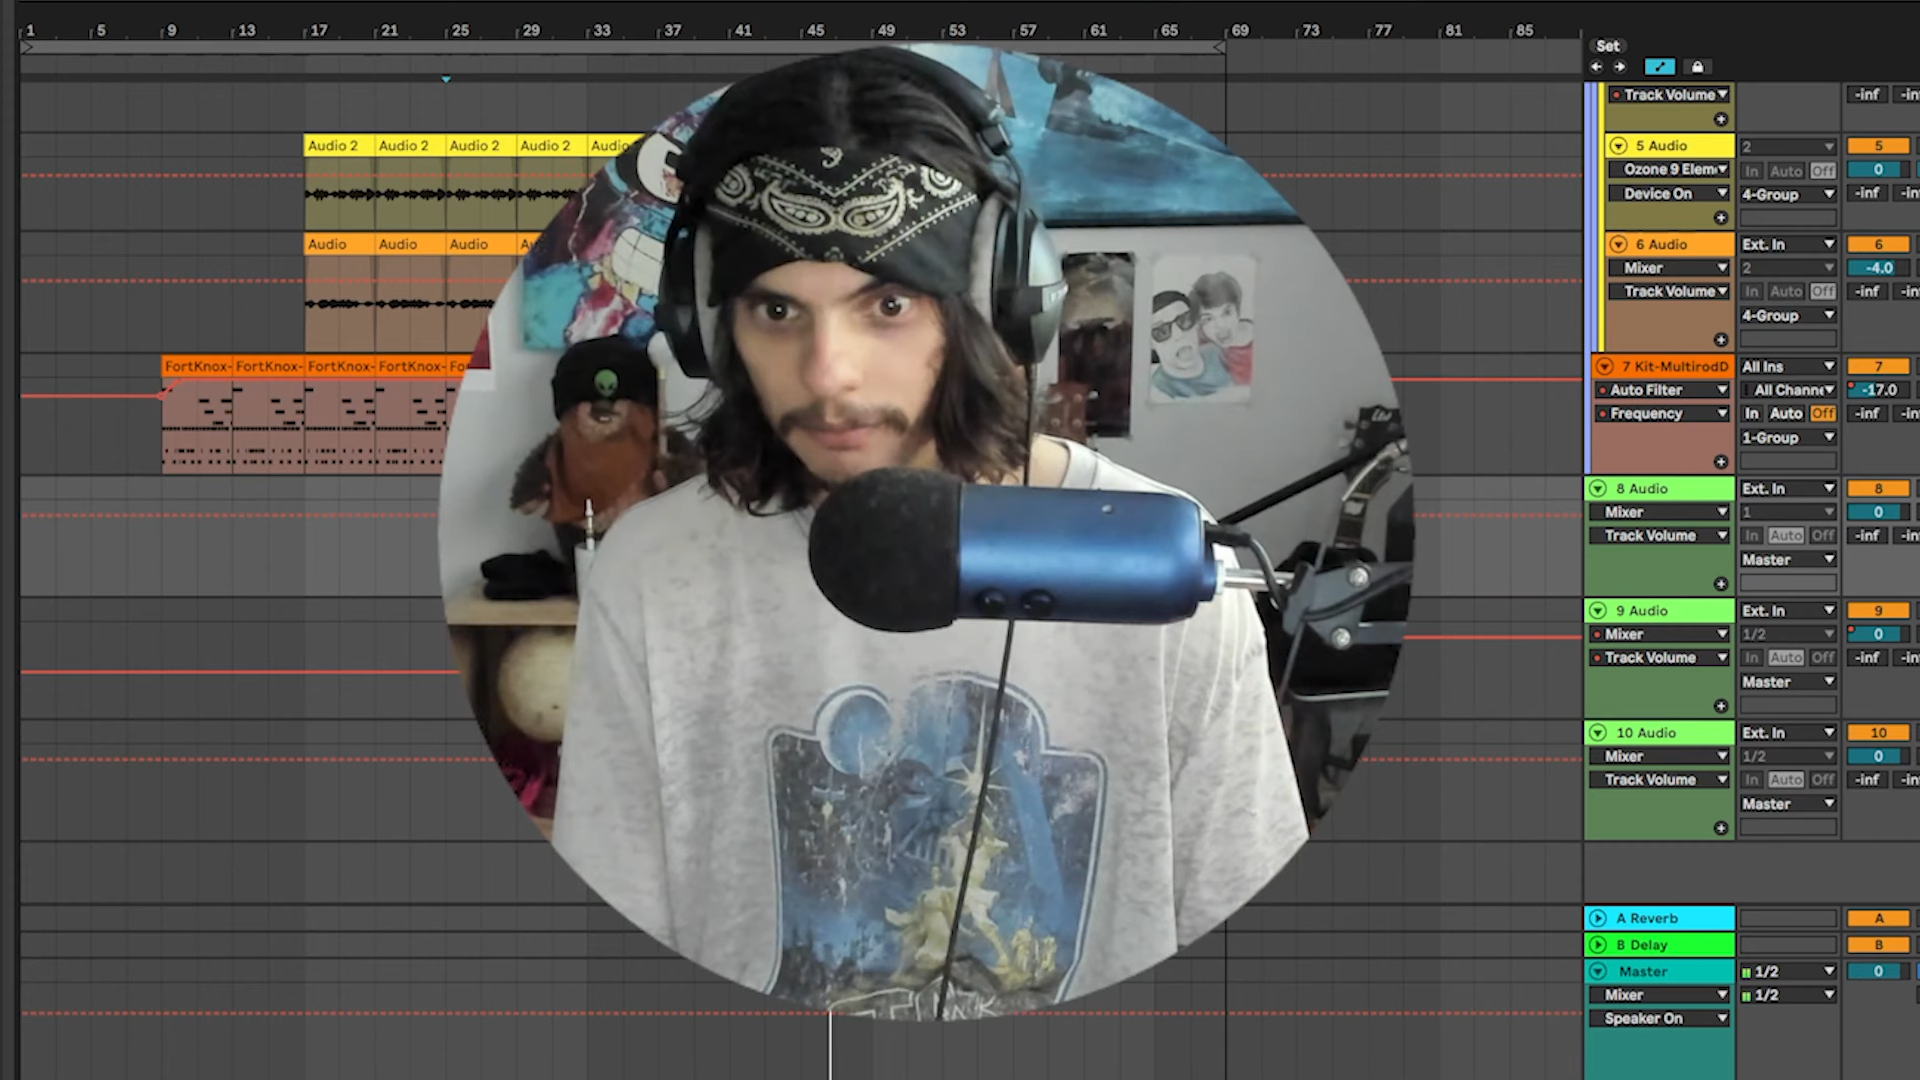 1 5 9 13 17 21 25 29 33 37 41 45 49 53 57 61 65 69 73 77 81 85
Set
Track Volume -inf
Audio 2 Audio 2 Audio 2 Audio 2 Audio
5 Audio 2 5
Ozone 9 Elem In Auto Off 0
Device On 4-Group -inf
Audio Audio Audio
6 Audio Ext. In 6
Mixer 2 -4.0
Track Volume In Auto Off -inf
4-Group
FortKnox- FortKnox- FortKnox- FortKnox-
7 Kit-MultirodD All Ins 7
Auto Filter All Channe -17.0
Frequency In Auto Off -inf
1-Group
8 Audio Ext. In 8
Mixer 1 0
Track Volume In Auto Off -inf
Master
9 Audio Ext. In 9
Mixer 1/2 0
Track Volume In Auto Off -inf
Master
10 Audio Ext. In 10
Mixer 1/2 0
Track Volume In Auto Off -inf
Master
A Reverb A
B Delay B
Master 1/2 0
Mixer 1/2
Speaker On